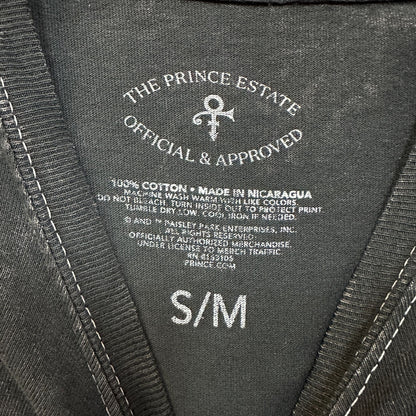 THE PRINCE ESTATE
OFFICIAL & APPROVED
100% COTTON • MADE IN NICARAGUA
MACHINE WASH WARM WITH LIKE COLORS
DO NOT BLEACH, TURN INSIDE OUT TO PROTECT PRINT
TUMBLE DRY LOW. COOL IRON IF NEEDED.
© AND ™ PAISLEY PARK ENTERPRISES, INC.
ALL RIGHTS RESERVED
OFFICIALLY AUTHORIZED MERCHANDISE.
UNDER LICENSE TO MERCH TRAFFIC
RN #153105
PRINCE.COM
S/M